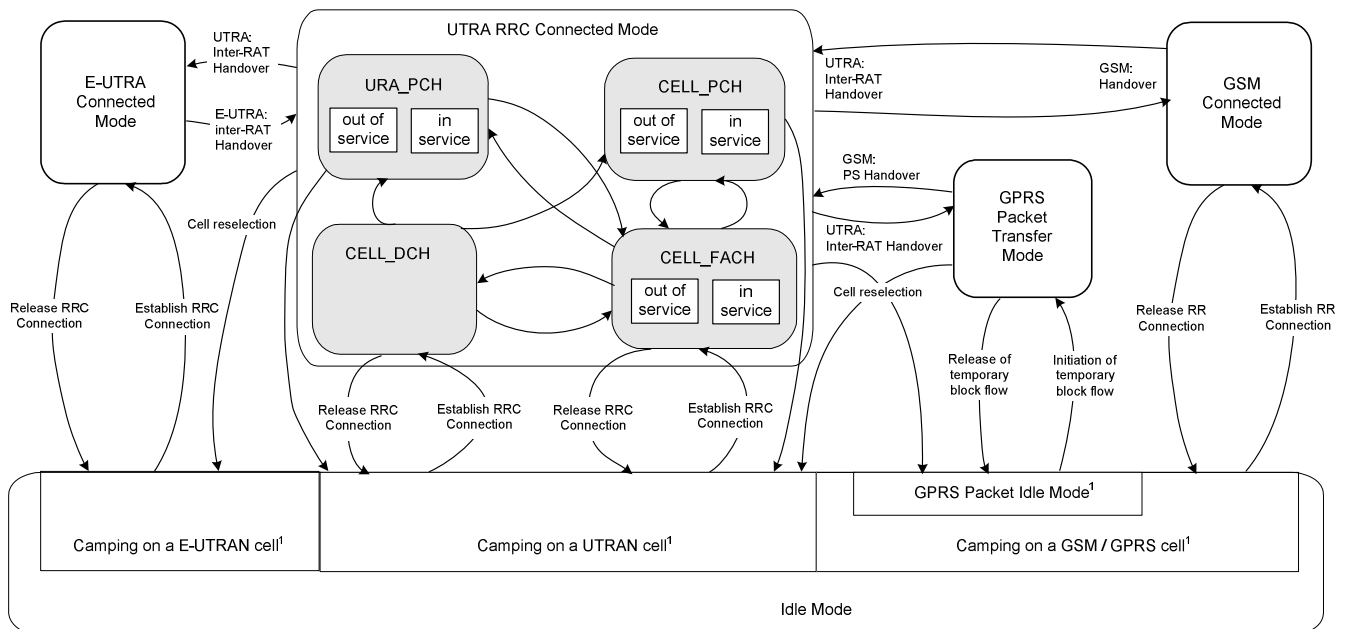 UTRA RRC Connected Mode
E-UTRA
Connected
Mode
UTRA:
Inter-RAT
Handover
E-UTRA:
inter-RAT
Handover
URA_PCH
out of
service
in
service
CELL_PCH
out of
service
in
service
UTRA:
Inter-RAT
Handover
GSM:
Handover
GSM
Connected
Mode
GSM:
PS Handover
GPRS
Packet
Transfer
Mode
UTRA:
Inter-RAT Handover
Cell reselection
CELL_DCH
CELL_FACH
out of
service
in
service
Cell reselection
Release RRC
Connection
Establish RRC
Connection
Release RR
Connection
Establish RR
Connection
Release of
temporary
block flow
Initiation of
temporary
block flow
Release RRC
Connection
Establish RRC
Connection
Release RRC
Connection
Establish RRC
Connection
GPRS Packet Idle Mode¹
Camping on a E-UTRAN cell¹
Camping on a UTRAN cell¹
Camping on a GSM / GPRS cell¹
Idle Mode